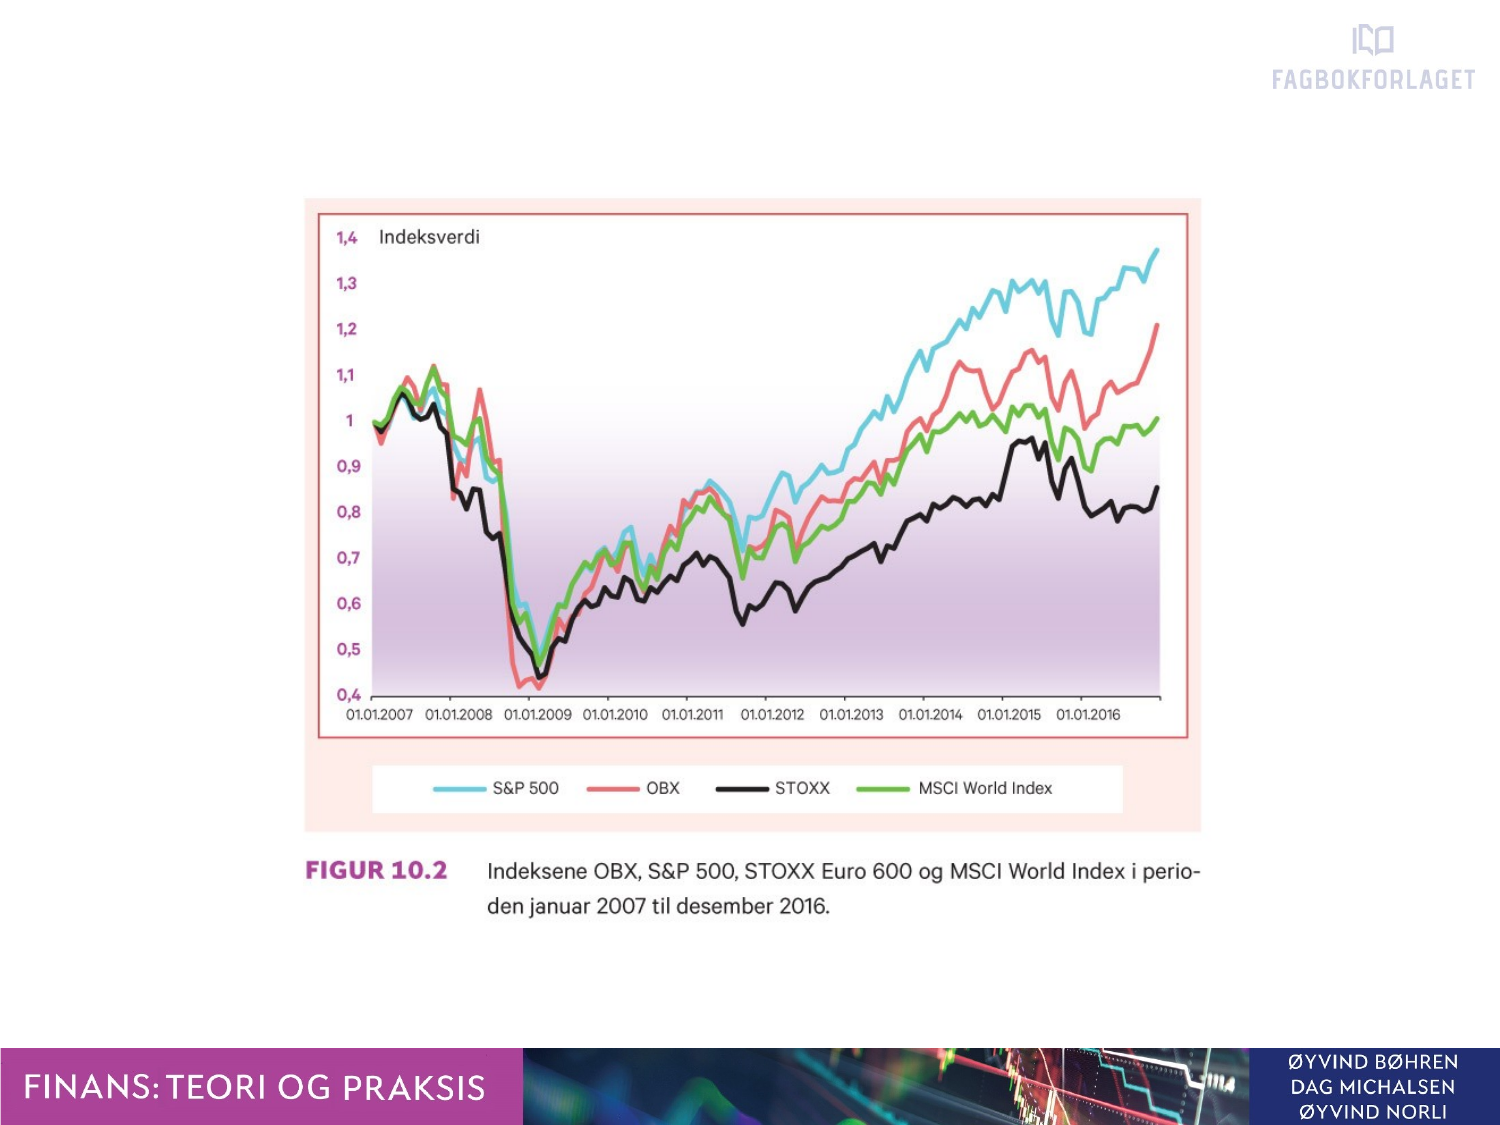 FAGBOKFORLAGET
Indeksverdi
1,4
1,3
1,2
1,1
1
0,9
0,8
0,7
0,6
0,5
0,4
01.01.2007 01.01.2008 01.01.2009 01.01.2010 01.01.2011 01.01.2012 01.01.2013 01.01.2014 01.01.2015 01.01.2016
S&P 500 OBX STOXX MSCI World Index
FIGUR 10.2 Indeksene OBX, S&P 500, STOXX Euro 600 og MSCI World Index i perio-
den januar 2007 til desember 2016.
FINANS: TEORI OG PRAKSIS
ØYVIND BØHREN
DAG MICHALSEN
ØYVIND NORLI